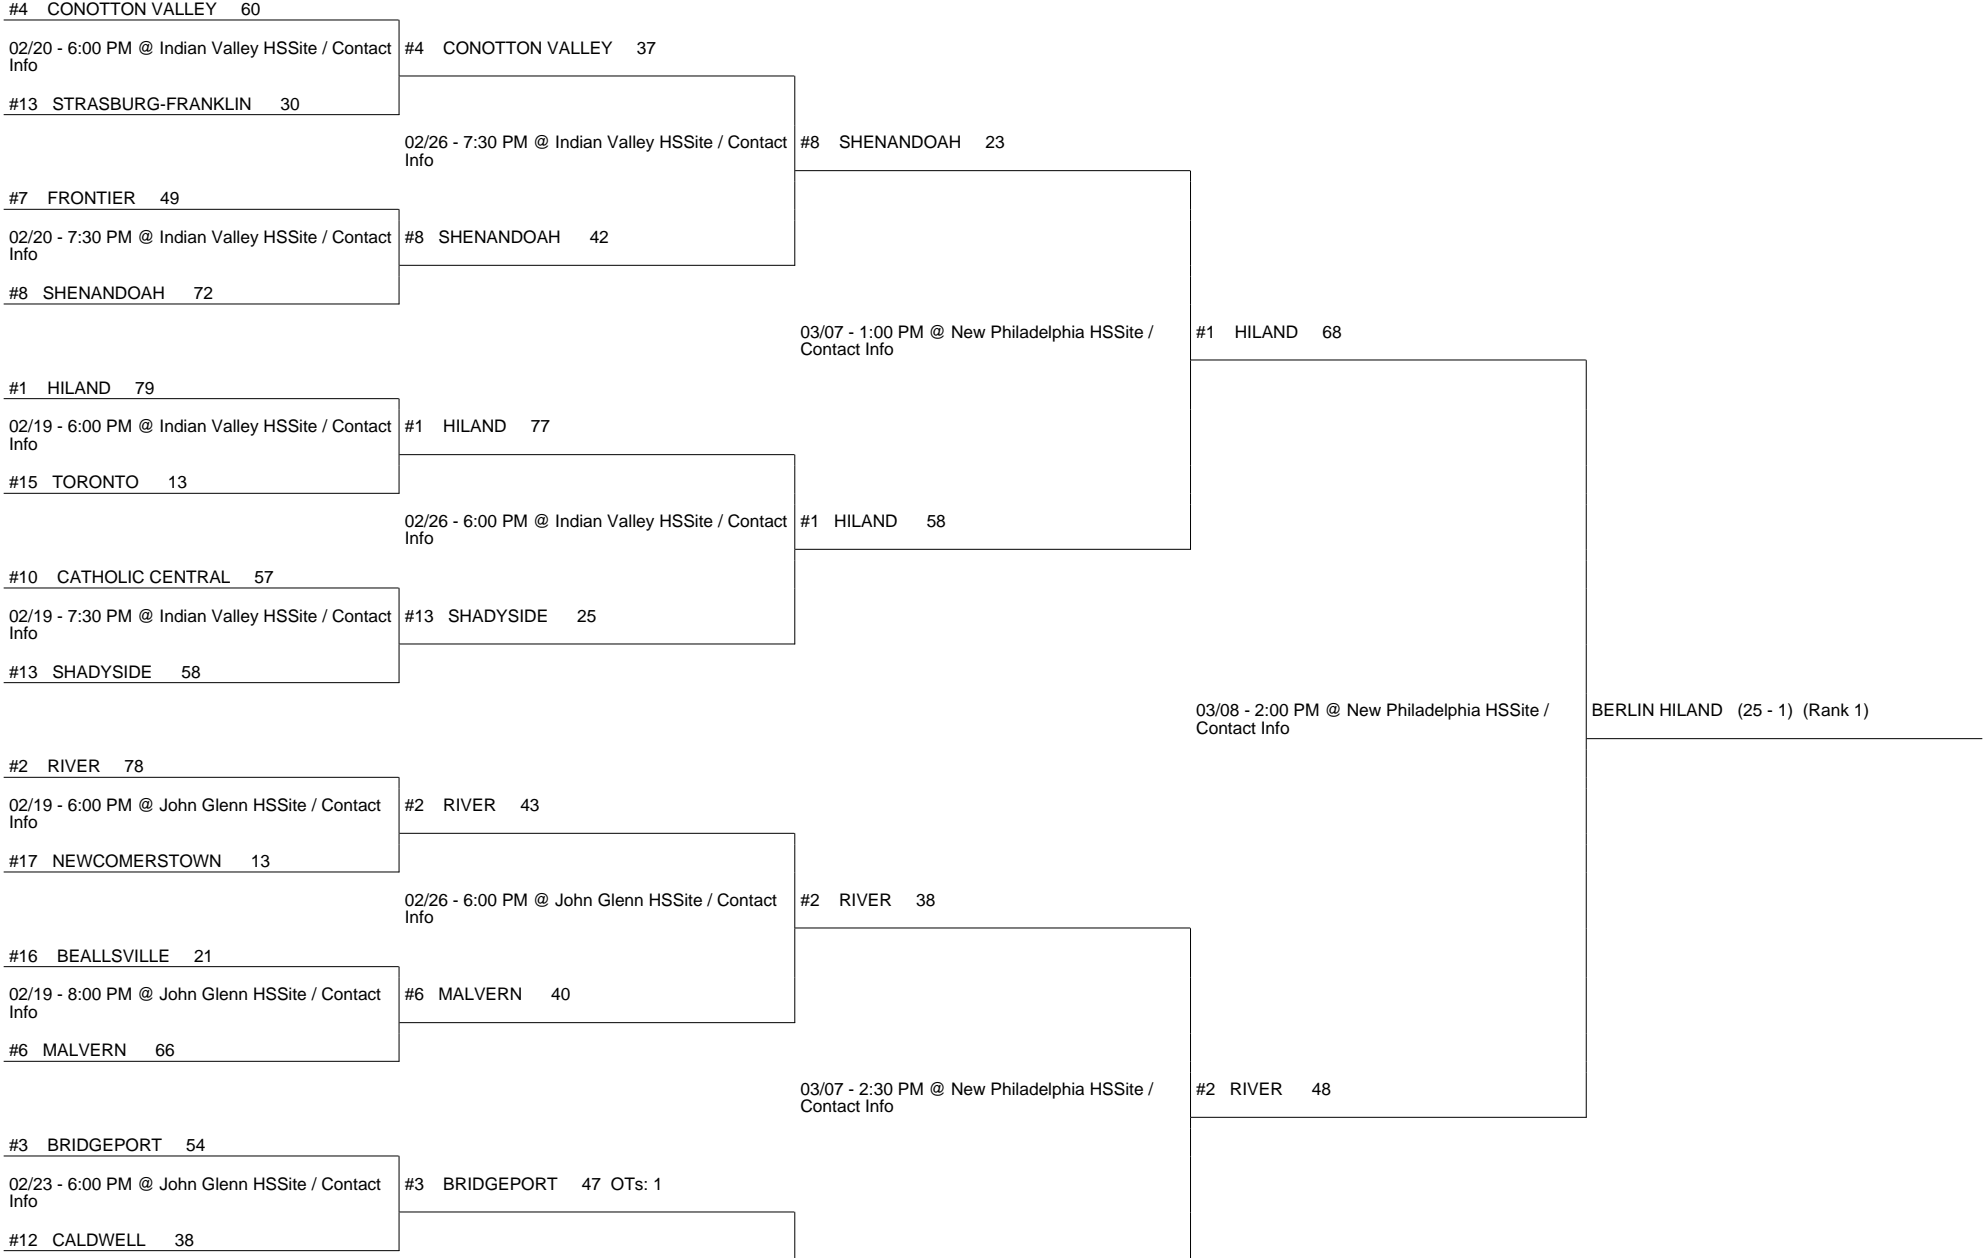 #4 CONOTTON VALLEY 60
02/20 - 6:00 PM @ Indian Valley HSSite / Contact
Info
#13 STRASBURG-FRANKLIN 30
#4 CONOTTON VALLEY 37
02/26 - 7:30 PM @ Indian Valley HSSite / Contact
Info
#8 SHENANDOAH 23
#7 FRONTIER 49
02/20 - 7:30 PM @ Indian Valley HSSite / Contact
Info
#8 SHENANDOAH 72
#8 SHENANDOAH 42
03/07 - 1:00 PM @ New Philadelphia HSSite /
Contact Info
#1 HILAND 68
#1 HILAND 79
02/19 - 6:00 PM @ Indian Valley HSSite / Contact
Info
#15 TORONTO 13
#1 HILAND 77
02/26 - 6:00 PM @ Indian Valley HSSite / Contact
Info
#1 HILAND 58
#10 CATHOLIC CENTRAL 57
02/19 - 7:30 PM @ Indian Valley HSSite / Contact
Info
#13 SHADYSIDE 58
#13 SHADYSIDE 25
03/08 - 2:00 PM @ New Philadelphia HSSite /
Contact Info
BERLIN HILAND (25 - 1) (Rank 1)
#2 RIVER 78
02/19 - 6:00 PM @ John Glenn HSSite / Contact
Info
#17 NEWCOMERSTOWN 13
#2 RIVER 43
02/26 - 6:00 PM @ John Glenn HSSite / Contact
Info
#2 RIVER 38
#16 BEALLSVILLE 21
02/19 - 8:00 PM @ John Glenn HSSite / Contact
Info
#6 MALVERN 66
#6 MALVERN 40
03/07 - 2:30 PM @ New Philadelphia HSSite /
Contact Info
#2 RIVER 48
#3 BRIDGEPORT 54
02/23 - 6:00 PM @ John Glenn HSSite / Contact
Info
#12 CALDWELL 38
#3 BRIDGEPORT 47 OTs: 1